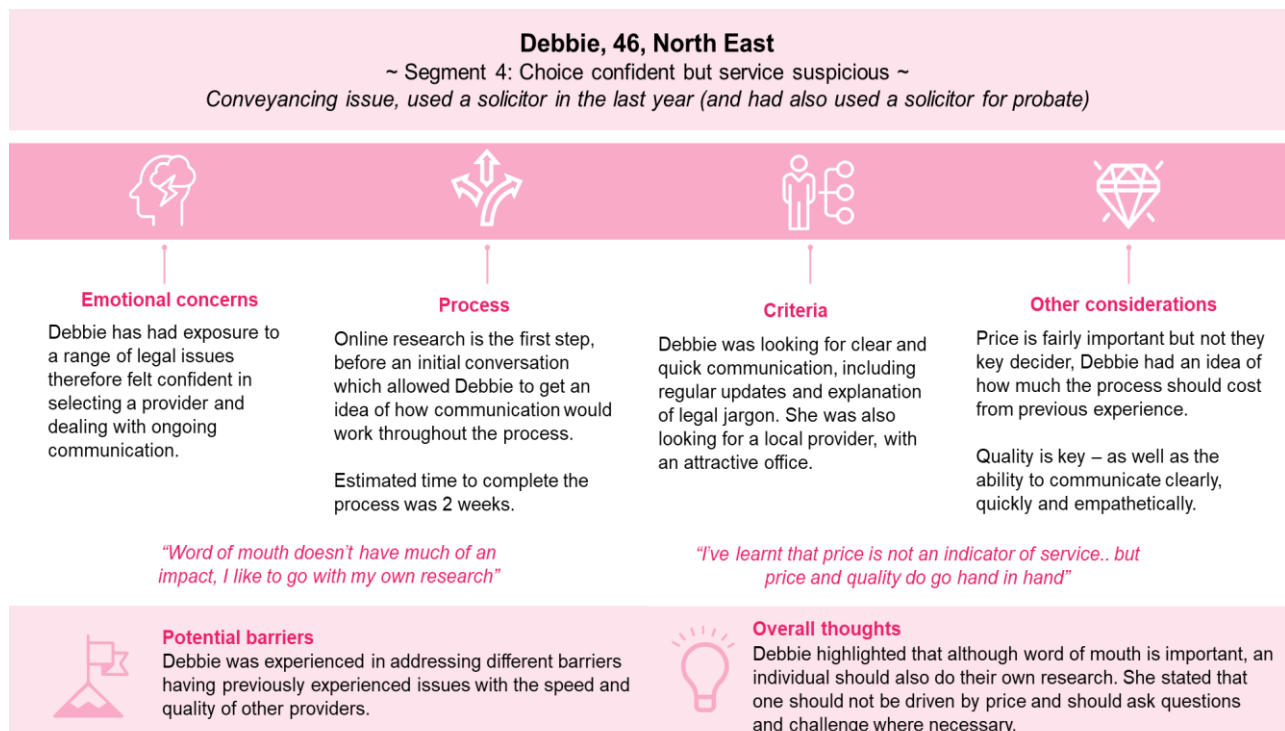 Debbie, 46, North East
~ Segment 4: Choice confident but service suspicious ~
Conveyancing issue, used a solicitor in the last year (and had also used a solicitor for probate)
Emotional concerns
Debbie has had exposure to
a range of legal issues
therefore felt confident in
selecting a provider and
dealing with ongoing
communication.
Process
Online research is the first step,
before an initial conversation
which allowed Debbie to get an
idea of how communication would
work throughout the process.
Estimated time to complete the
process was 2 weeks.
Criteria
Debbie was looking for clear and
quick communication, including
regular updates and explanation
of legal jargon. She was also
looking for a local provider, with
an attractive office.
Other considerations
Price is fairly important but not they
key decider, Debbie had an idea of
how much the process should cost
from previous experience.
Quality is key – as well as the
ability to communicate clearly,
quickly and empathetically.
“Word of mouth doesn’t have much of an
impact, I like to go with my own research”
“I’ve learnt that price is not an indicator of service.. but
price and quality do go hand in hand”
Potential barriers
Debbie was experienced in addressing different barriers
having previously experienced issues with the speed and
quality of other providers.
Overall thoughts
Debbie highlighted that although word of mouth is important, an
individual should also do their own research. She stated that
one should not be driven by price and should ask questions
and challenge where necessary.